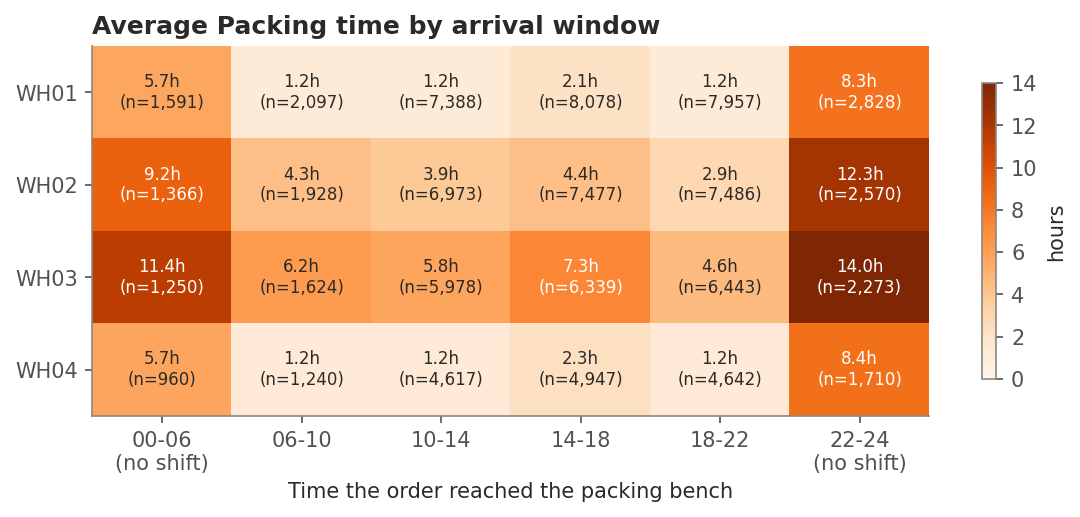 Average Packing time by arrival window
WH01
5.7h
(n=1,591)
1.2h
(n=2,097)
1.2h
(n=7,388)
2.1h
(n=8,078)
1.2h
(n=7,957)
8.3h
(n=2,828)
WH02
9.2h
(n=1,366)
4.3h
(n=1,928)
3.9h
(n=6,973)
4.4h
(n=7,477)
2.9h
(n=7,486)
12.3h
(n=2,570)
WH03
11.4h
(n=1,250)
6.2h
(n=1,624)
5.8h
(n=5,978)
7.3h
(n=6,339)
4.6h
(n=6,443)
14.0h
(n=2,273)
WH04
5.7h
(n=960)
1.2h
(n=1,240)
1.2h
(n=4,617)
2.3h
(n=4,947)
1.2h
(n=4,642)
8.4h
(n=1,710)
00-06
(no shift)
06-10
10-14
14-18
18-22
22-24
(no shift)
Time the order reached the packing bench
14
12
10
8
6
4
2
0
hours